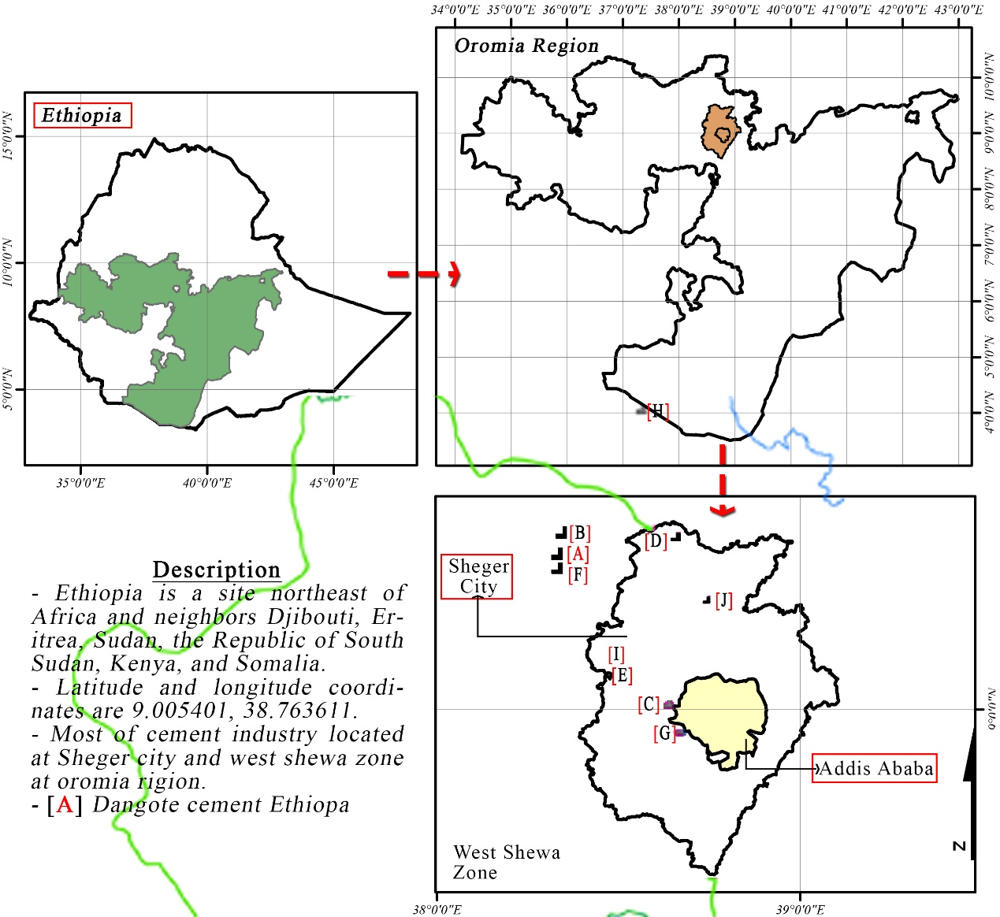 34°0'0"E 35°0'0"E 36°0'0"E 37°0'0"E 38°0'0"E 39°0'0"E 40°0'0"E 41°0'0"E 42°0'0"E 43°0'0"E
Oromia Region
10°0'0"N
9°0'0"N
8°0'0"N
7°0'0"N
6°0'0"N
5°0'0"N
4°0'0"N
[H]
Ethiopia
15°0'0"N
10°0'0"N
5°0'0"N
35°0'0"E 40°0'0"E 45°0'0"E
Description
- Ethiopia is a site northeast of
Africa and neighbors Djibouti, Er-
itrea, Sudan, the Republic of South
Sudan, Kenya, and Somalia.
- Latitude and longitude coordi-
nates are 9.005401, 38.763611.
- Most of cement industry located
at Sheger city and west shewa zone
at oromia rigion.
- [A] Dangote cement Ethiopa
[B]
[A]
[F]
[D]
Sheger
City
[J]
[I]
[E]
[C]
[G]
Addis Ababa
West Shewa
Zone
9°0'0"N
N
38°0'0"E 39°0'0"E